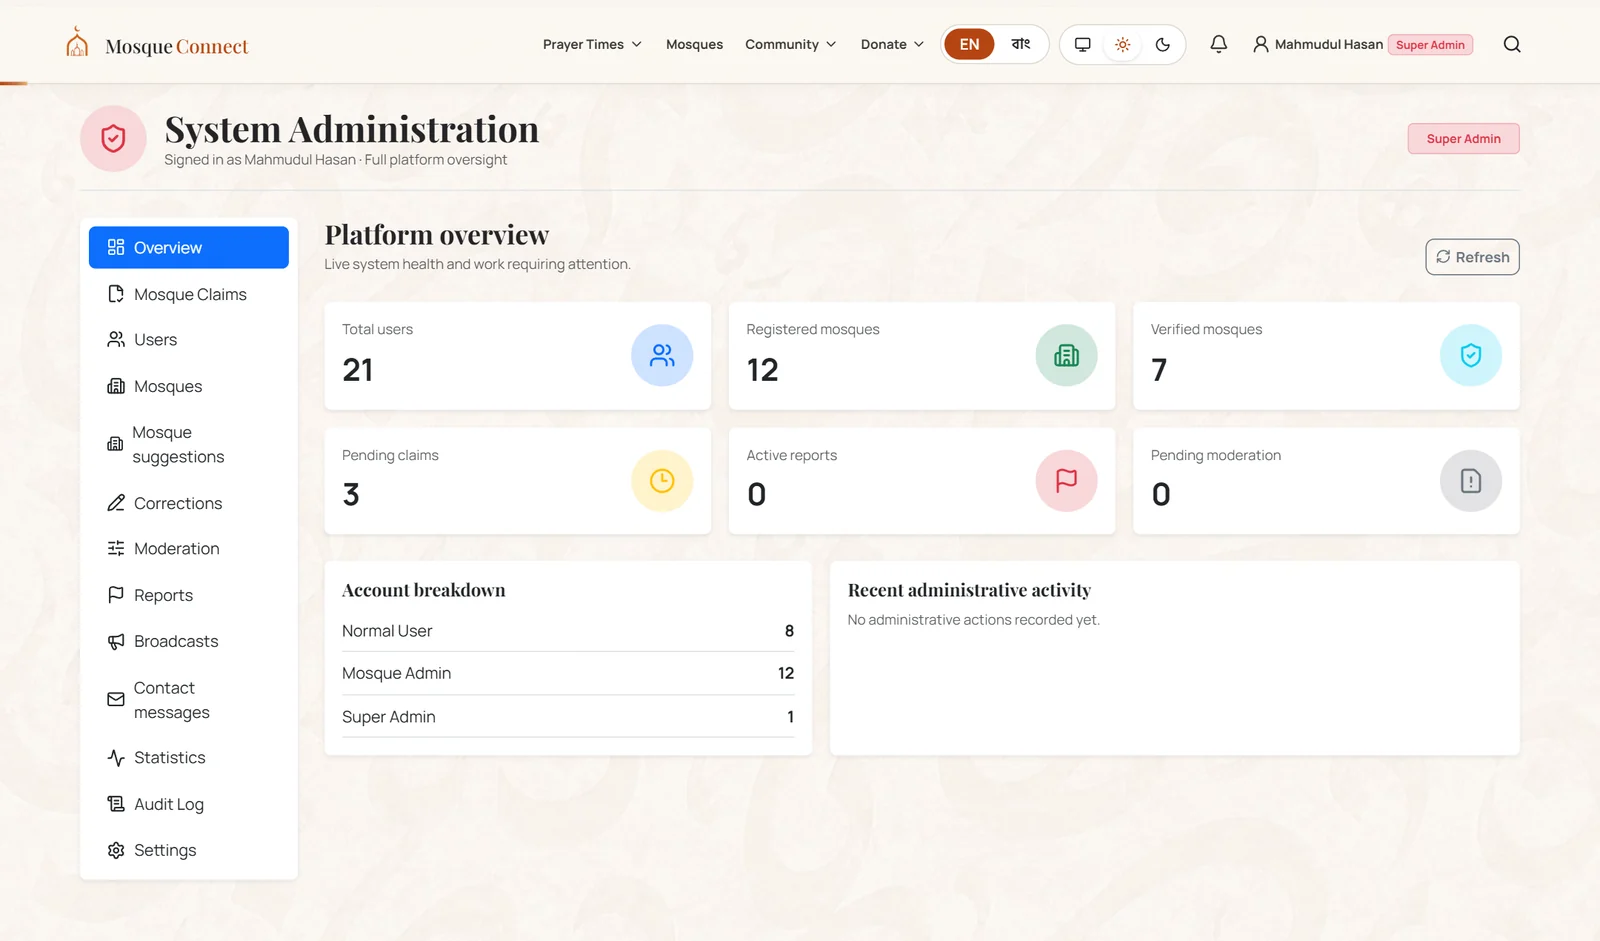 Mosque Connect
Prayer Times
Mosques
Community
Donate
EN
বাং
Mahmudul Hasan
Super Admin
System Administration
Signed in as Mahmudul Hasan · Full platform oversight
Super Admin
Overview
Mosque Claims
Users
Mosques
Mosque
suggestions
Corrections
Moderation
Reports
Broadcasts
Contact
messages
Statistics
Audit Log
Settings
Platform overview
Live system health and work requiring attention.
Refresh
Total users
21
Registered mosques
12
Verified mosques
7
Pending claims
3
Active reports
0
Pending moderation
0
Account breakdown
Normal User 8
Mosque Admin 12
Super Admin 1
Recent administrative activity
No administrative actions recorded yet.